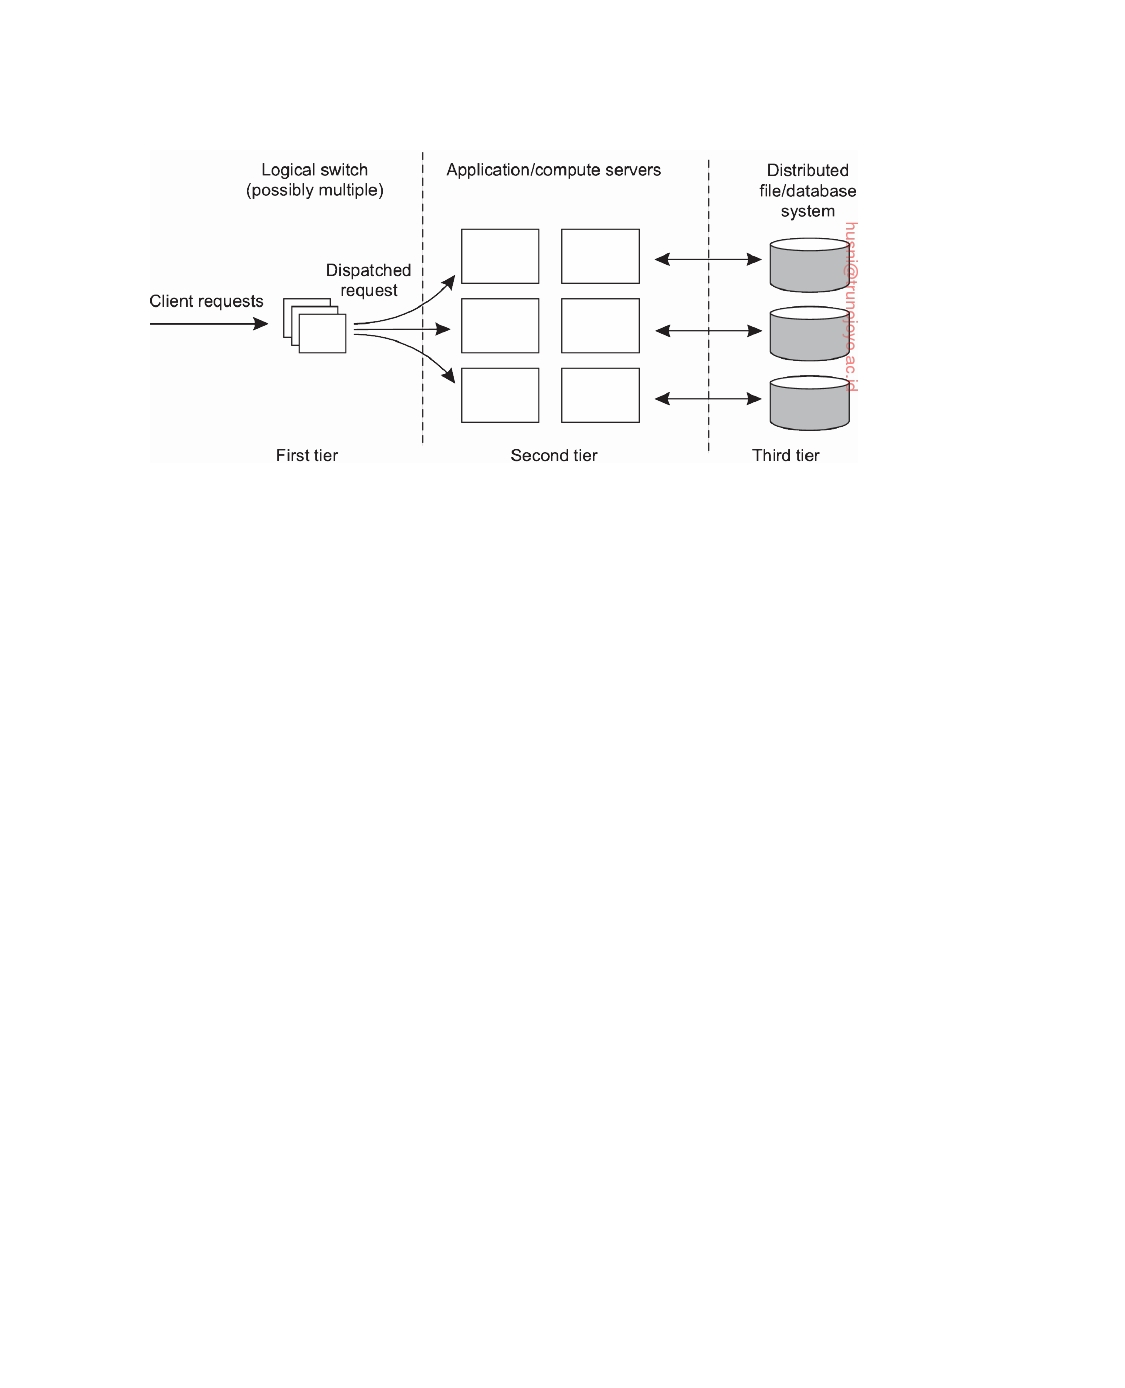 Logical switch
(possibly multiple)
Application/compute servers
Distributed
file/database
system
Dispatched
request
Client requests
First tier
Second tier
Third tier